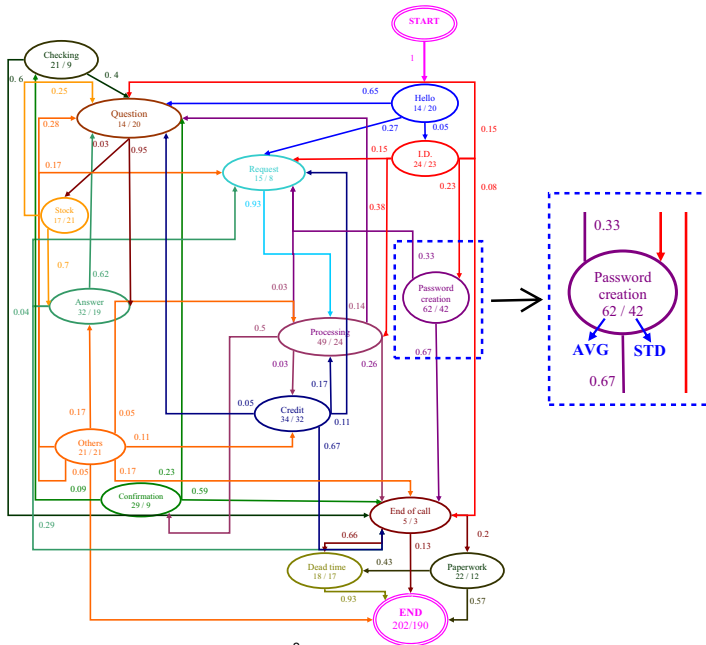 START
1
Checking
21 / 9
0. 6
0. 4
0.25
0.65
Hello
14 / 20
Question
14 / 20
0.28
0.27
0.05
0.15
0.03
0.95
0.15
I.D.
24 / 23
0.17
Request
15 / 8
0.23
0.08
0.93
0.38
Stock
17 / 21
0.33
0.7
0.62
0.03
Password
creation
62 / 42
Answer
32 / 19
0.04
0.14
0.5
Processing
49 / 24
0.26
0.67
0.03
0.17
0.05
Credit
34 / 32
0.11
0.17
0.05
0.11
0.67
Others
21 / 21
0.05
0.17
0.23
0.09
Confirmation
29 / 9
0.59
0.29
End of call
5 / 3
0.66
0.13
0.2
Dead time
18 / 17
0.43
Paperwork
22 / 12
0.93
0.57
END
202/190
0.33
Password
creation
62 / 42
AVG
STD
0.67